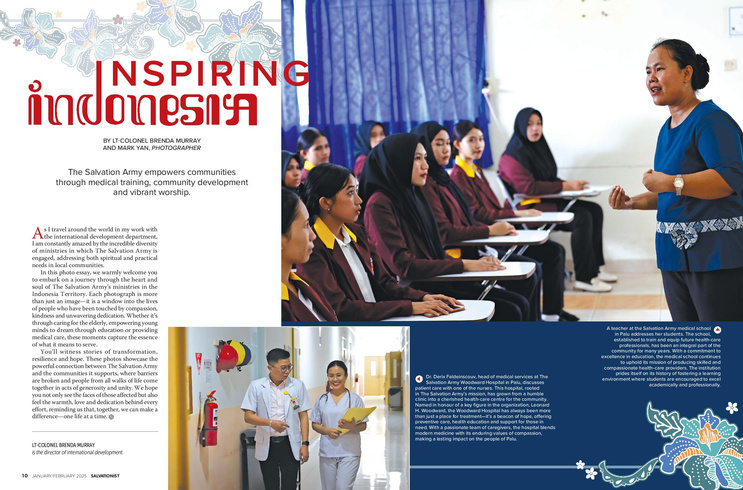 INSPIRING
indonesia
BY LT-COLONEL BRENDA MURRAY
AND MARK YAN, PHOTOGRAPHER
The Salvation Army empowers communities
through medical training, community development
and vibrant worship.
As I travel around the world in my work with
the international development department,
I am constantly amazed by the incredible diversity
of ministries in which The Salvation Army is
engaged, addressing both spiritual and practical
needs in local communities.
In this photo essay, we warmly welcome you
to embark on a journey through the heart and
soul of The Salvation Army's ministries in the
Indonesia Territory. Each photograph is more
than just an image—it is a window into the lives
of people who have been touched by compassion,
kindness and unwavering dedication. Whether it's
through caring for the elderly, empowering young
minds to dream through education or providing
medical care, these moments capture the essence
of what it means to serve.
You'll witness stories of transformation,
resilience and hope. These photos showcase the
powerful connection between The Salvation Army
and the communities it supports, where barriers
are broken and people from all walks of life come
together in acts of generosity and unity. We hope
you not only see the faces of those affected but also
feel the warmth, love and dedication behind every
effort, reminding us that, together, we can make a
difference—one life at a time.
LT-COLONEL BRENDA MURRAY
is the director of international development
10 JANUARY/FEBRUARY 2025 SALVATIONIST
A teacher at the Salvation Army medical school
in Palu addresses her students. The school,
established to train and equip future health-care
professionals, has been an integral part of the
community for many years. With a commitment to
excellence in education, the medical school continues
to uphold its mission of producing skilled and
compassionate health-care providers. The institution
prides itself on its history of fostering a learning
environment where students are encouraged to excel
academically and professionally.
Dr. Derix Faldeinsouw, head of medical services at The
Salvation Army Woodward Hospital in Palu, discusses
patient care with one of the nurses. This hospital, rooted
in The Salvation Army's mission, has grown from a humble
clinic into a cherished health-care centre for the community.
Named in honour of a key figure in the organization, Leonard
H. Woodward, the Woodward Hospital has always been more
than just a place for treatment—it's a beacon of hope, offering
preventive care, health education and support for those in
need. With a passionate team of caregivers, the hospital blends
modern medicine with its enduring values of compassion,
making a lasting impact on the people of Palu.